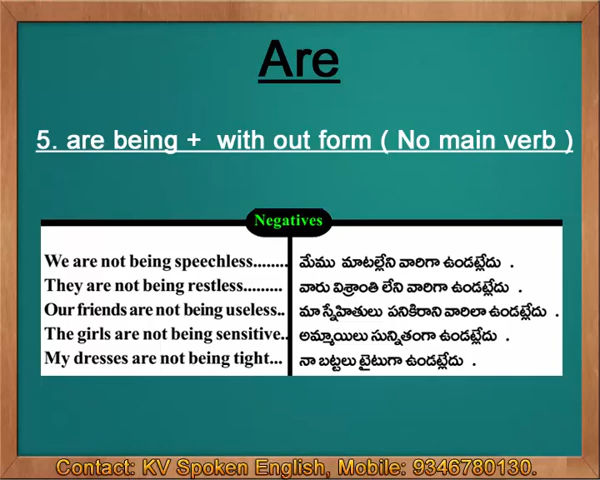 Are
5. are being + with out form ( No main verb )
Negatives
We are not being speechless........ మేము మాటల్లేని వారిగా ఉండట్లేదు .
They are not being restless......... వారు విశ్రాంతి లేని వారిగా ఉండట్లేదు .
Our friends are not being useless.. మా స్నేహితులు పనికిరాని వారిలా ఉండట్లేదు .
The girls are not being sensitive.. అమ్మాయిలు సున్నితంగా ఉండట్లేదు .
My dresses are not being tight... నా బట్టలు టైటుగా ఉండట్లేదు .
Contact: KV Spoken English, Mobile: 9346780130.